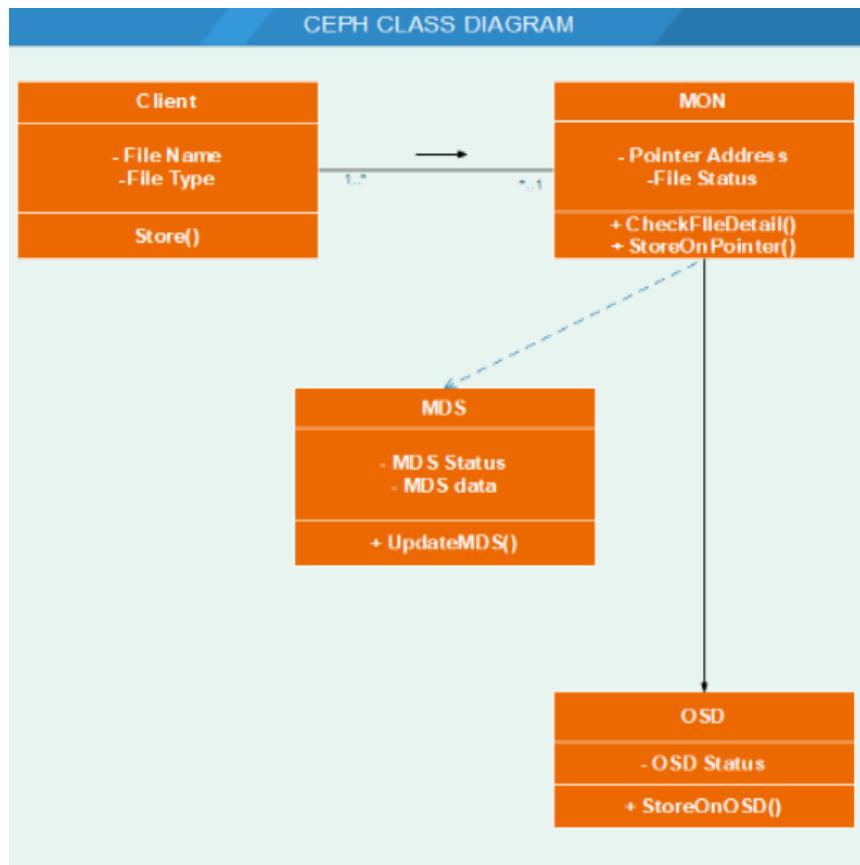 CEPH CLASS DIAGRAM
Client
- File Name
-File Type
Store()
1..*
*..1
MON
- Pointer Address
-File Status
+ CheckFIleDetail()
+ StoreOnPointer()
MDS
- MDS Status
- MDS data
+ UpdateMDS()
OSD
- OSD Status
+ StoreOnOSD()